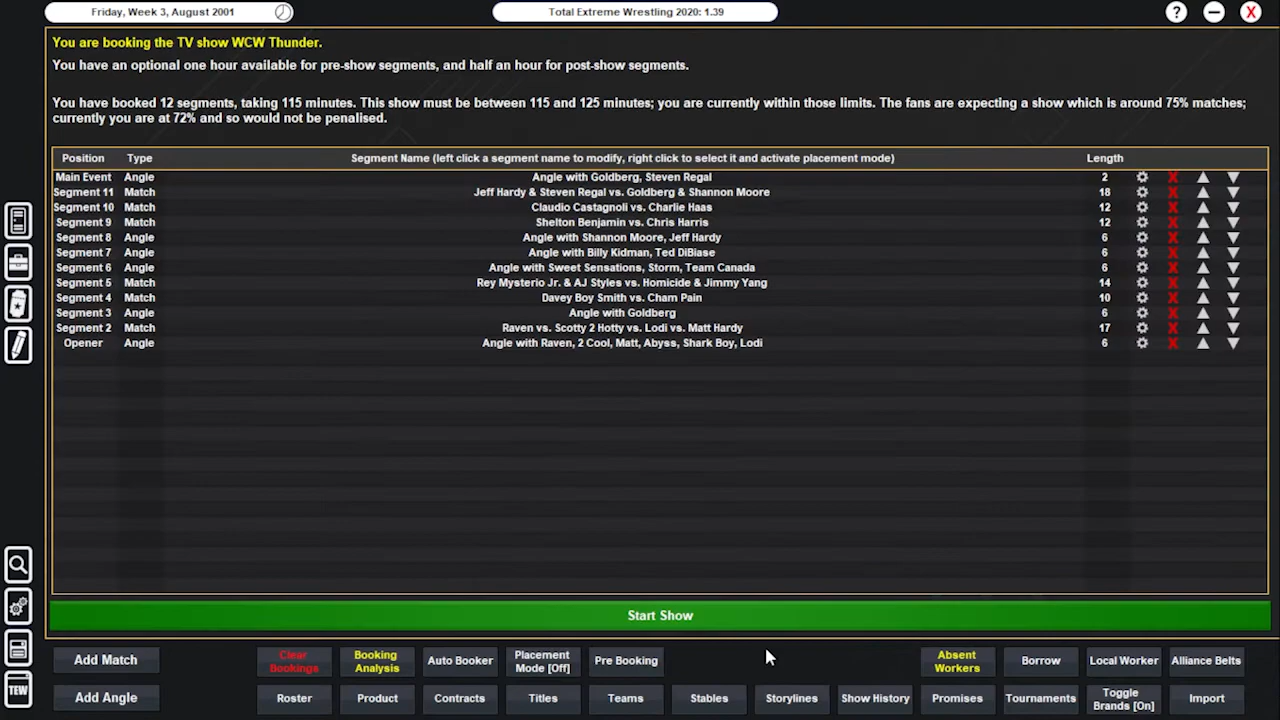 Friday, Week 3, August 2001
Total Extreme Wrestling 2020: 1.39
? – X
You are booking the TV show WCW Thunder.
You have an optional one hour available for pre-show segments, and half an hour for post-show segments.
You have booked 12 segments, taking 115 minutes. This show must be between 115 and 125 minutes; you are currently within those limits. The fans are expecting a show which is around 75% matches;
currently you are at 72% and so would not be penalised.
Position Type Segment Name (left click a segment name to modify, right click to select it and activate placement mode) Length
Main Event Angle Angle with Goldberg, Steven Regal 2 X
Segment 11 Match Jeff Hardy & Steven Regal vs. Goldberg & Shannon Moore 18 X
Segment 10 Match Claudio Castagnoli vs. Charlie Haas 12 X
Segment 9 Match Shelton Benjamin vs. Chris Harris 12 X
Segment 8 Angle Angle with Shannon Moore, Jeff Hardy 6 X
Segment 7 Angle Angle with Billy Kidman, Ted DiBiase 6 X
Segment 6 Angle Angle with Sweet Sensations, Storm, Team Canada 6 X
Segment 5 Match Rey Mysterio Jr. & AJ Styles vs. Homicide & Jimmy Yang 14 X
Segment 4 Match Davey Boy Smith vs. Cham Pain 10 X
Segment 3 Angle Angle with Goldberg 6 X
Segment 2 Match Raven vs. Scotty 2 Hotty vs. Lodi vs. Matt Hardy 17 X
Opener Angle Angle with Raven, 2 Cool, Matt, Abyss, Shark Boy, Lodi 6 X
Start Show
Add Match
Clear
Bookings
Booking
Analysis
Auto Booker
Placement
Mode [Off]
Pre Booking
Absent
Workers
Borrow
Local Worker
Alliance Belts
TEW
Add Angle
Roster
Product
Contracts
Titles
Teams
Stables
Storylines
Show History
Promises
Tournaments
Toggle
Brands [On]
Import